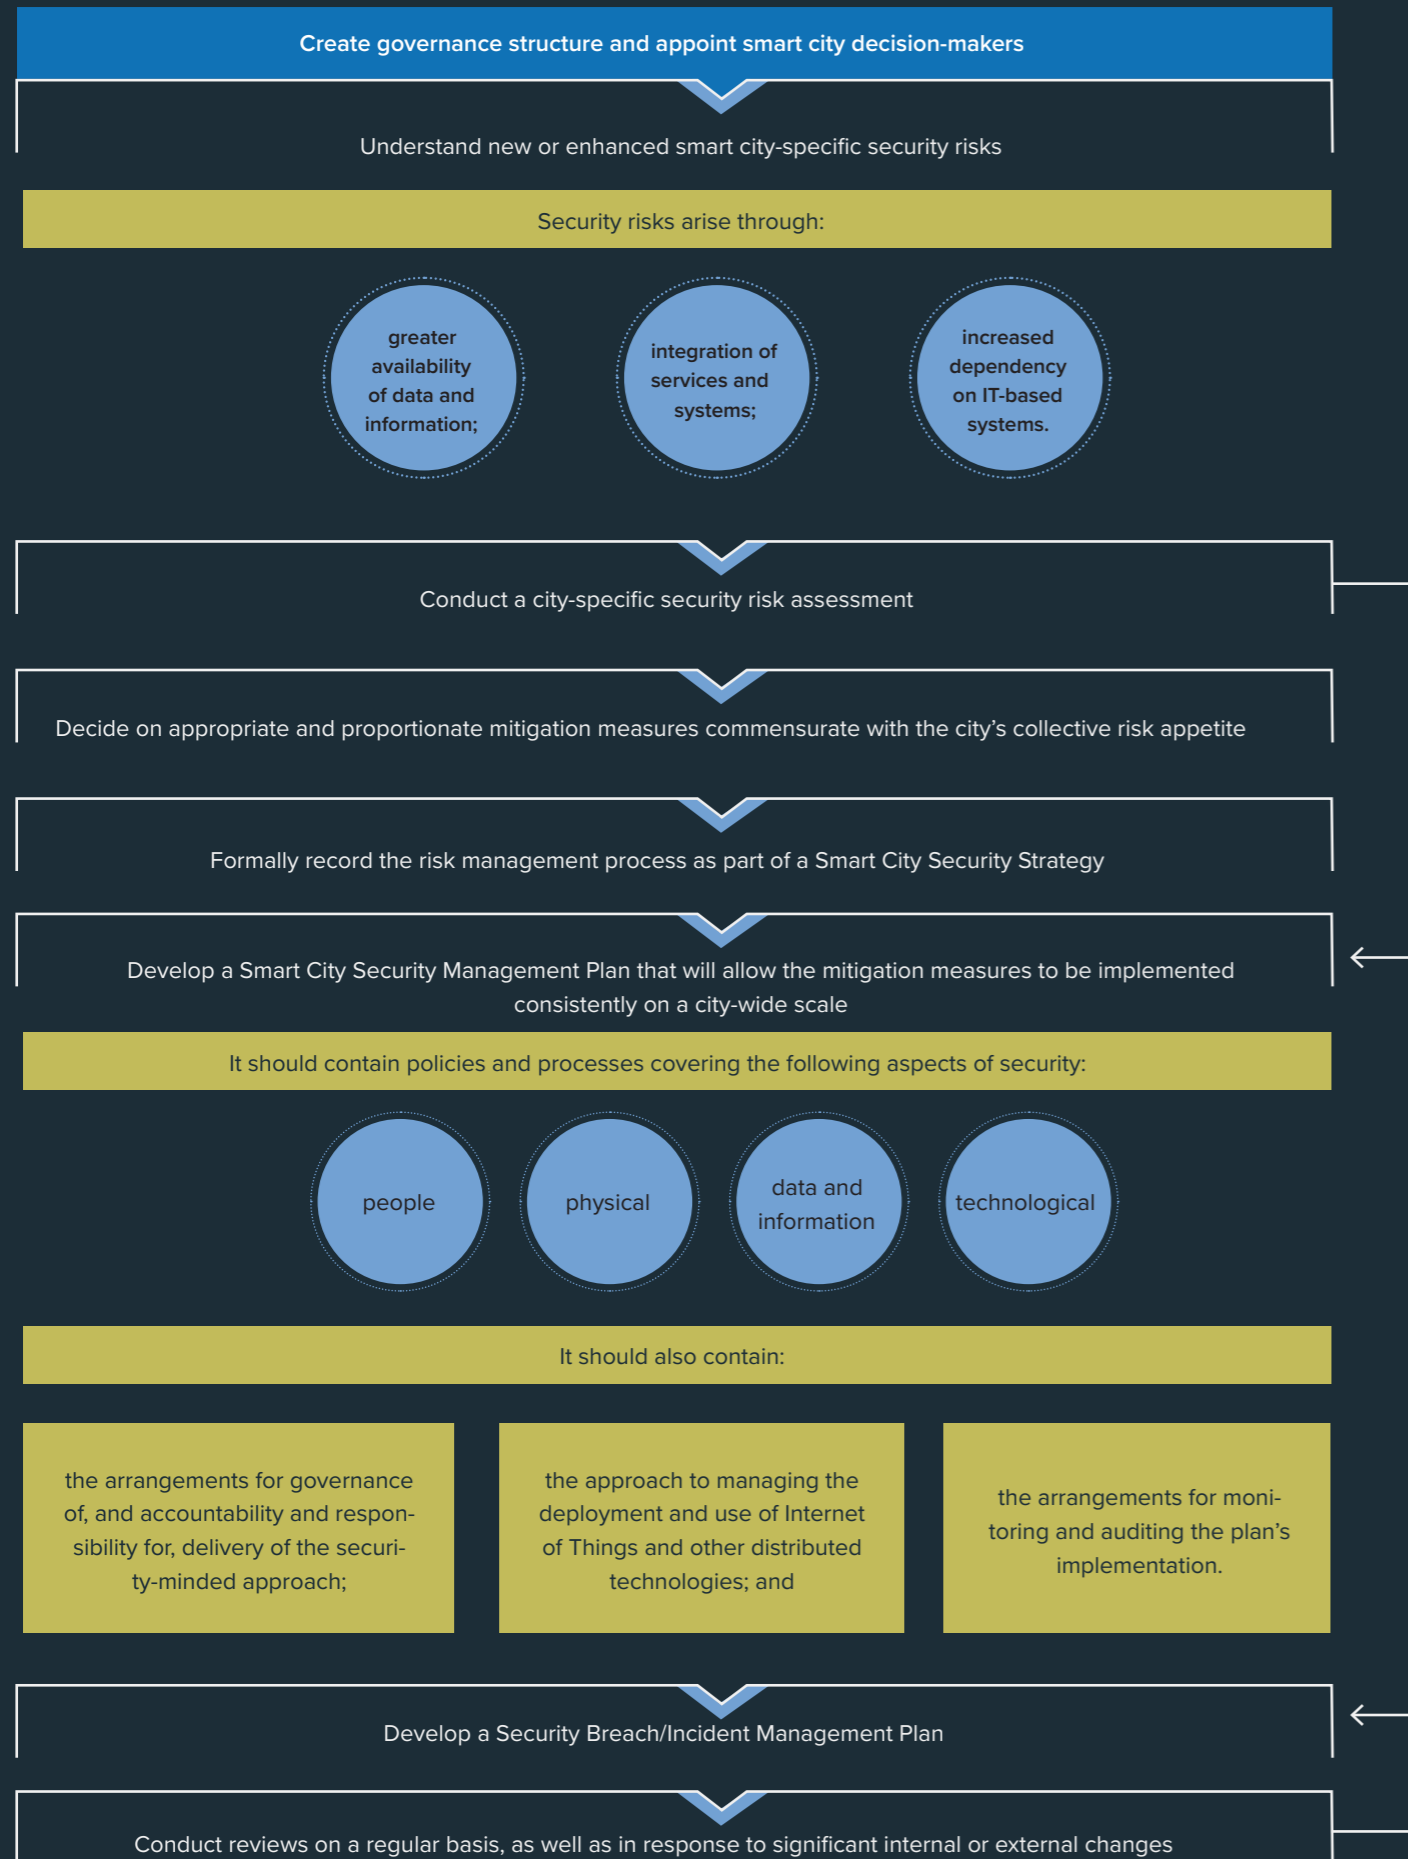 Create governance structure and appoint smart city decision-makers
Understand new or enhanced smart city-specific security risks
Security risks arise through:
greater
availability
of data and
information;
integration of
services and
systems;
increased
dependency
on IT-based
systems.
Conduct a city-specific security risk assessment
Decide on appropriate and proportionate mitigation measures commensurate with the city’s collective risk appetite
Formally record the risk management process as part of a Smart City Security Strategy
Develop a Smart City Security Management Plan that will allow the mitigation measures to be implemented
consistently on a city-wide scale
It should contain policies and processes covering the following aspects of security:
people
physical
data and
information
technological
It should also contain:
the arrangements for governance
of, and accountability and respon-
sibility for, delivery of the securi-
ty-minded approach;
the approach to managing the
deployment and use of Internet
of Things and other distributed
technologies; and
the arrangements for moni-
toring and auditing the plan’s
implementation.
Develop a Security Breach/Incident Management Plan
Conduct reviews on a regular basis, as well as in response to significant internal or external changes